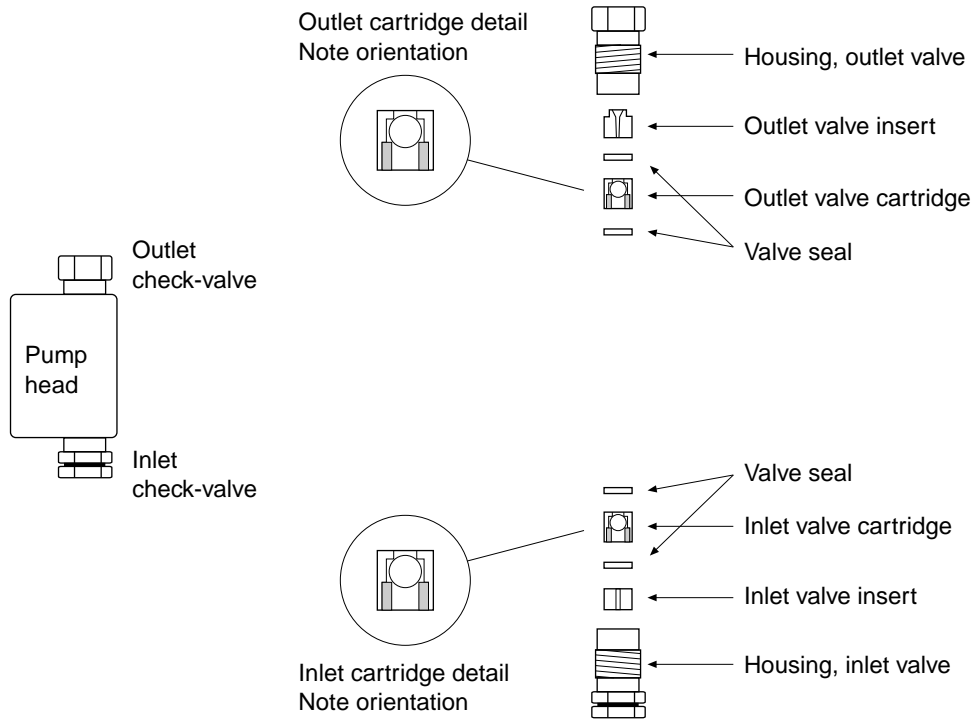 Outlet cartridge detail
Note orientation
Housing, outlet valve
Outlet valve insert
Outlet valve cartridge
Valve seal
Outlet
check-valve
Pump
head
Inlet
check-valve
Valve seal
Inlet valve cartridge
Inlet valve insert
Housing, inlet valve
Inlet cartridge detail
Note orientation